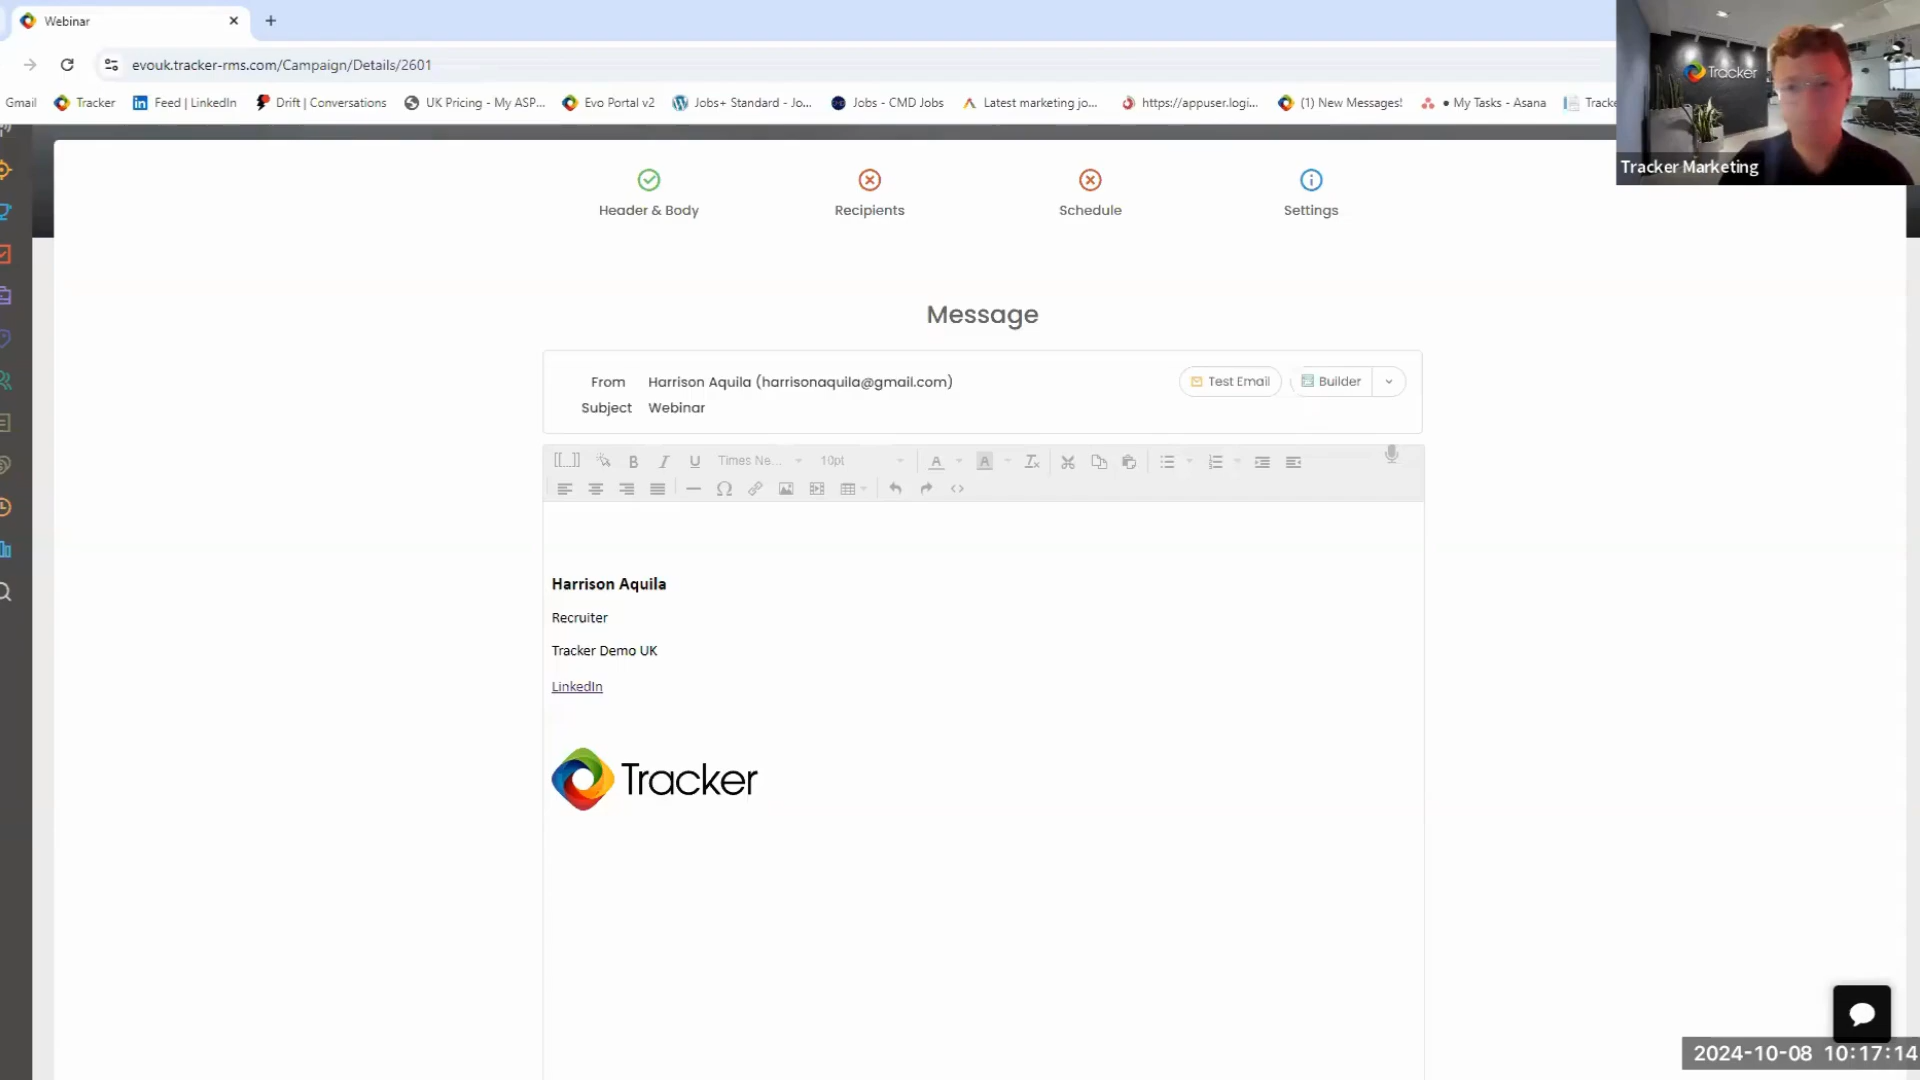 Webinar
evouk.tracker-rms.com/Campaign/Details/2601
Gmail Tracker Feed | LinkedIn Drift | Conversations UK Pricing - My ASP... Evo Portal v2 Jobs+ Standard - Jo... Jobs - CMD Jobs Latest marketing jo... https://appuser.logi... (1) New Messages! • My Tasks - Asana Tracke
Tracker
Tracker Marketing
Header & Body Recipients Schedule Settings
Message
From Harrison Aquila (harrisonaquila@gmail.com) Test Email Builder
Subject Webinar
Times Ne... 10pt
Harrison Aquila
Recruiter
Tracker Demo UK
LinkedIn
Tracker
2024-10-08 10:17:14